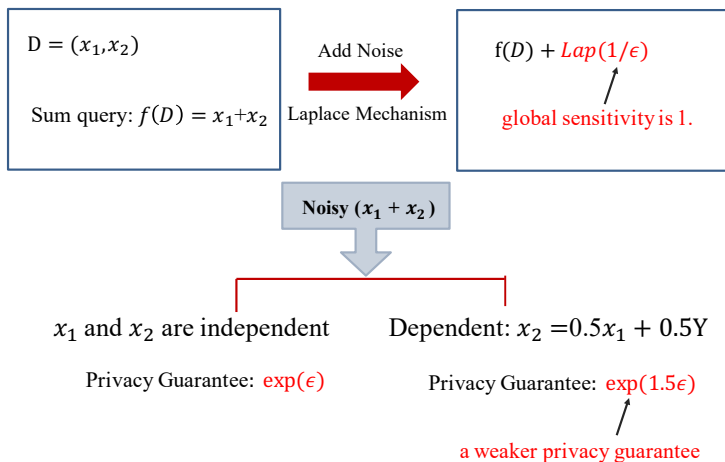 D = (x₁,x₂)
Sum query: f(D) = x₁+x₂
Add Noise
Laplace Mechanism
f(D) + Lap(1/ϵ)
global sensitivity is 1.
Noisy (x₁ + x₂)
x₁ and x₂ are independent
Privacy Guarantee: exp(ϵ)
Dependent: x₂ =0.5x₁ + 0.5Y
Privacy Guarantee: exp(1.5ϵ)
a weaker privacy guarantee